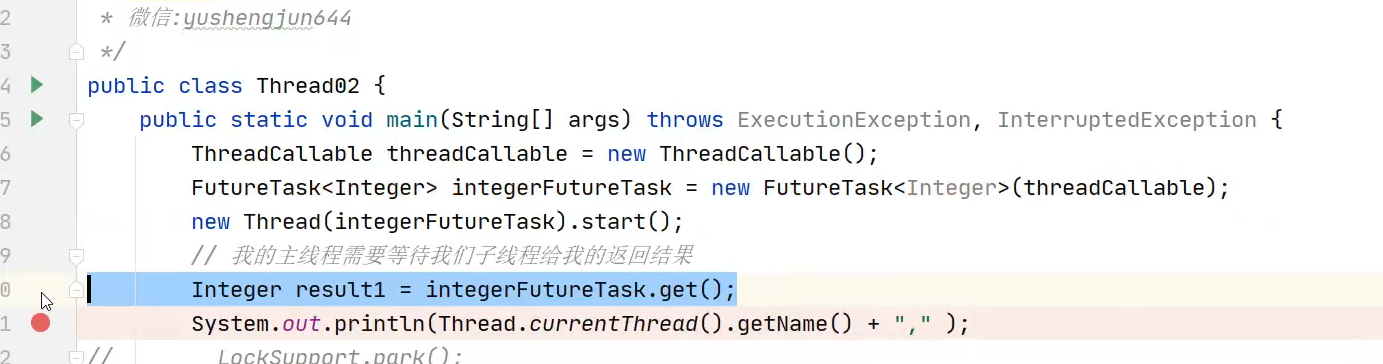 2 * 微信:yushengjun644
3 */
4 public class Thread02 {
5 public static void main(String[] args) throws ExecutionException, InterruptedException {
6 ThreadCallable threadCallable = new ThreadCallable();
7 FutureTask<Integer> integerFutureTask = new FutureTask<Integer>(threadCallable);
8 new Thread(integerFutureTask).start();
9 // 我的主线程需要等待我们子线程给我的返回结果
0 Integer result1 = integerFutureTask.get();
1 System.out.println(Thread.currentThread().getName() + "," );
2 // LockSupport.park();